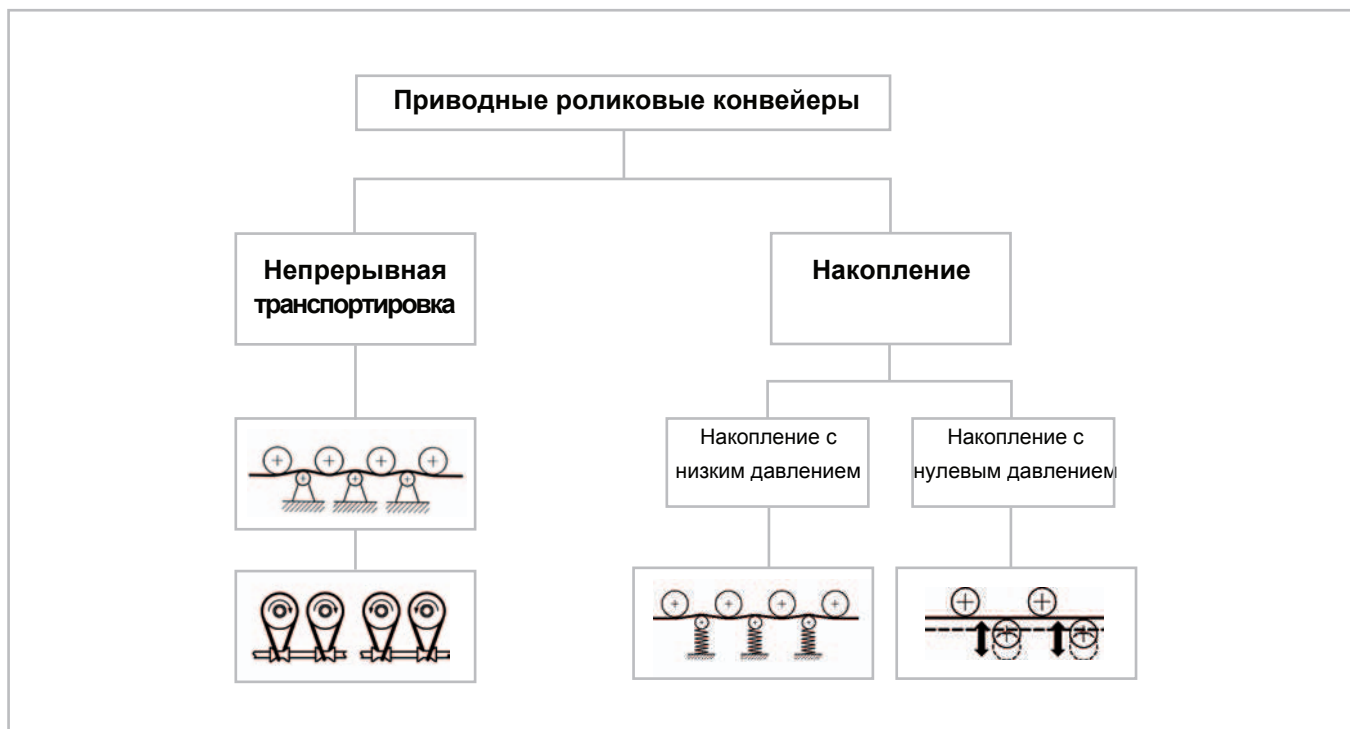 Приводные роликовые конвейеры
Непрерывная
транспортировка
Накопление
Накопление с
низким давлением
Накопление с
нулевым давлением